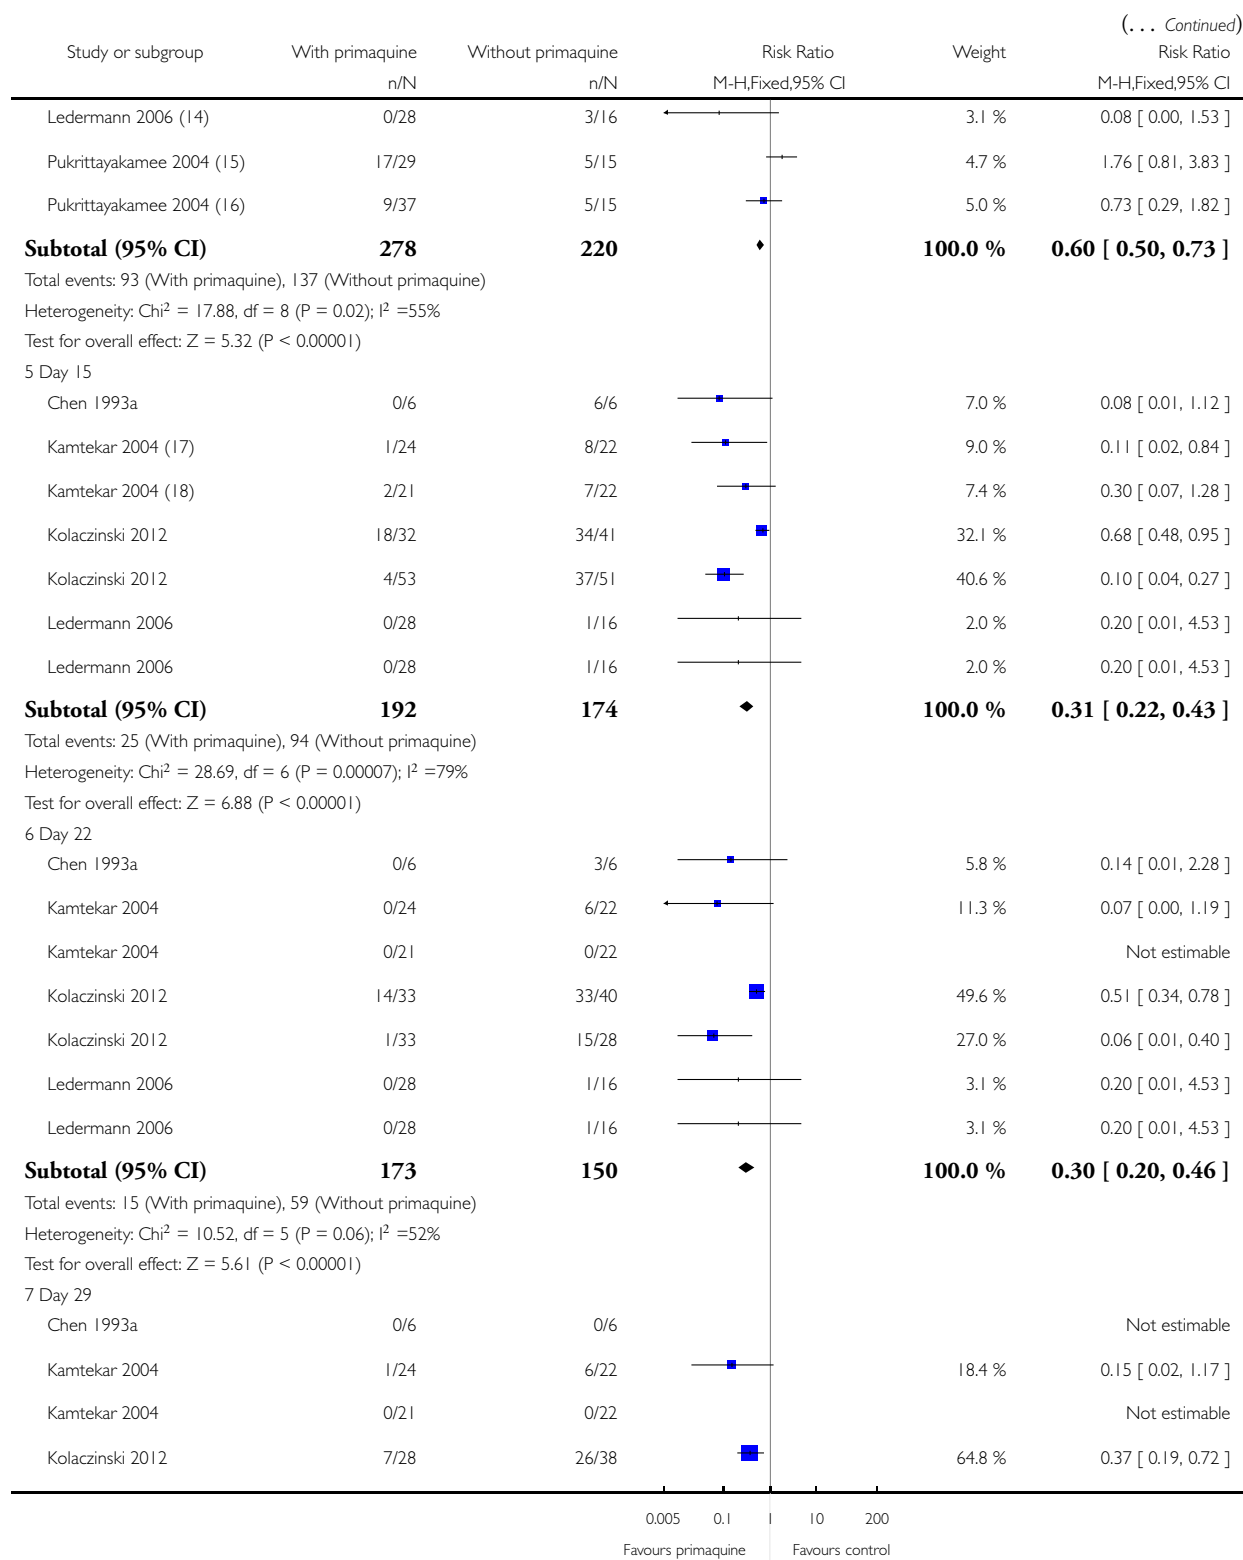 (... Continued)
Study or subgroup With primaquine Without primaquine Risk Ratio Weight Risk Ratio
n/N n/N M-H,Fixed,95% CI M-H,Fixed,95% CI
Ledermann 2006 (14) 0/28 3/16 3.1 % 0.08 [ 0.00, 1.53 ]
Pukrittayakamee 2004 (15) 17/29 5/15 4.7 % 1.76 [ 0.81, 3.83 ]
Pukrittayakamee 2004 (16) 9/37 5/15 5.0 % 0.73 [ 0.29, 1.82 ]
Subtotal (95% CI) 278 220 100.0 % 0.60 [ 0.50, 0.73 ]
Total events: 93 (With primaquine), 137 (Without primaquine)
Heterogeneity: Chi² = 17.88, df = 8 (P = 0.02); I² =55%
Test for overall effect: Z = 5.32 (P < 0.00001)
5 Day 15
Chen 1993a 0/6 6/6 7.0 % 0.08 [ 0.01, 1.12 ]
Kamtekar 2004 (17) 1/24 8/22 9.0 % 0.11 [ 0.02, 0.84 ]
Kamtekar 2004 (18) 2/21 7/22 7.4 % 0.30 [ 0.07, 1.28 ]
Kolaczinski 2012 18/32 34/41 32.1 % 0.68 [ 0.48, 0.95 ]
Kolaczinski 2012 4/53 37/51 40.6 % 0.10 [ 0.04, 0.27 ]
Ledermann 2006 0/28 1/16 2.0 % 0.20 [ 0.01, 4.53 ]
Ledermann 2006 0/28 1/16 2.0 % 0.20 [ 0.01, 4.53 ]
Subtotal (95% CI) 192 174 100.0 % 0.31 [ 0.22, 0.43 ]
Total events: 25 (With primaquine), 94 (Without primaquine)
Heterogeneity: Chi² = 28.69, df = 6 (P = 0.00007); I² =79%
Test for overall effect: Z = 6.88 (P < 0.00001)
6 Day 22
Chen 1993a 0/6 3/6 5.8 % 0.14 [ 0.01, 2.28 ]
Kamtekar 2004 0/24 6/22 11.3 % 0.07 [ 0.00, 1.19 ]
Kamtekar 2004 0/21 0/22 Not estimable
Kolaczinski 2012 14/33 33/40 49.6 % 0.51 [ 0.34, 0.78 ]
Kolaczinski 2012 1/33 15/28 27.0 % 0.06 [ 0.01, 0.40 ]
Ledermann 2006 0/28 1/16 3.1 % 0.20 [ 0.01, 4.53 ]
Ledermann 2006 0/28 1/16 3.1 % 0.20 [ 0.01, 4.53 ]
Subtotal (95% CI) 173 150 100.0 % 0.30 [ 0.20, 0.46 ]
Total events: 15 (With primaquine), 59 (Without primaquine)
Heterogeneity: Chi² = 10.52, df = 5 (P = 0.06); I² =52%
Test for overall effect: Z = 5.61 (P < 0.00001)
7 Day 29
Chen 1993a 0/6 0/6 Not estimable
Kamtekar 2004 1/24 6/22 18.4 % 0.15 [ 0.02, 1.17 ]
Kamtekar 2004 0/21 0/22 Not estimable
Kolaczinski 2012 7/28 26/38 64.8 % 0.37 [ 0.19, 0.72 ]
0.005 0.1 1 10 200
Favours primaquine Favours control